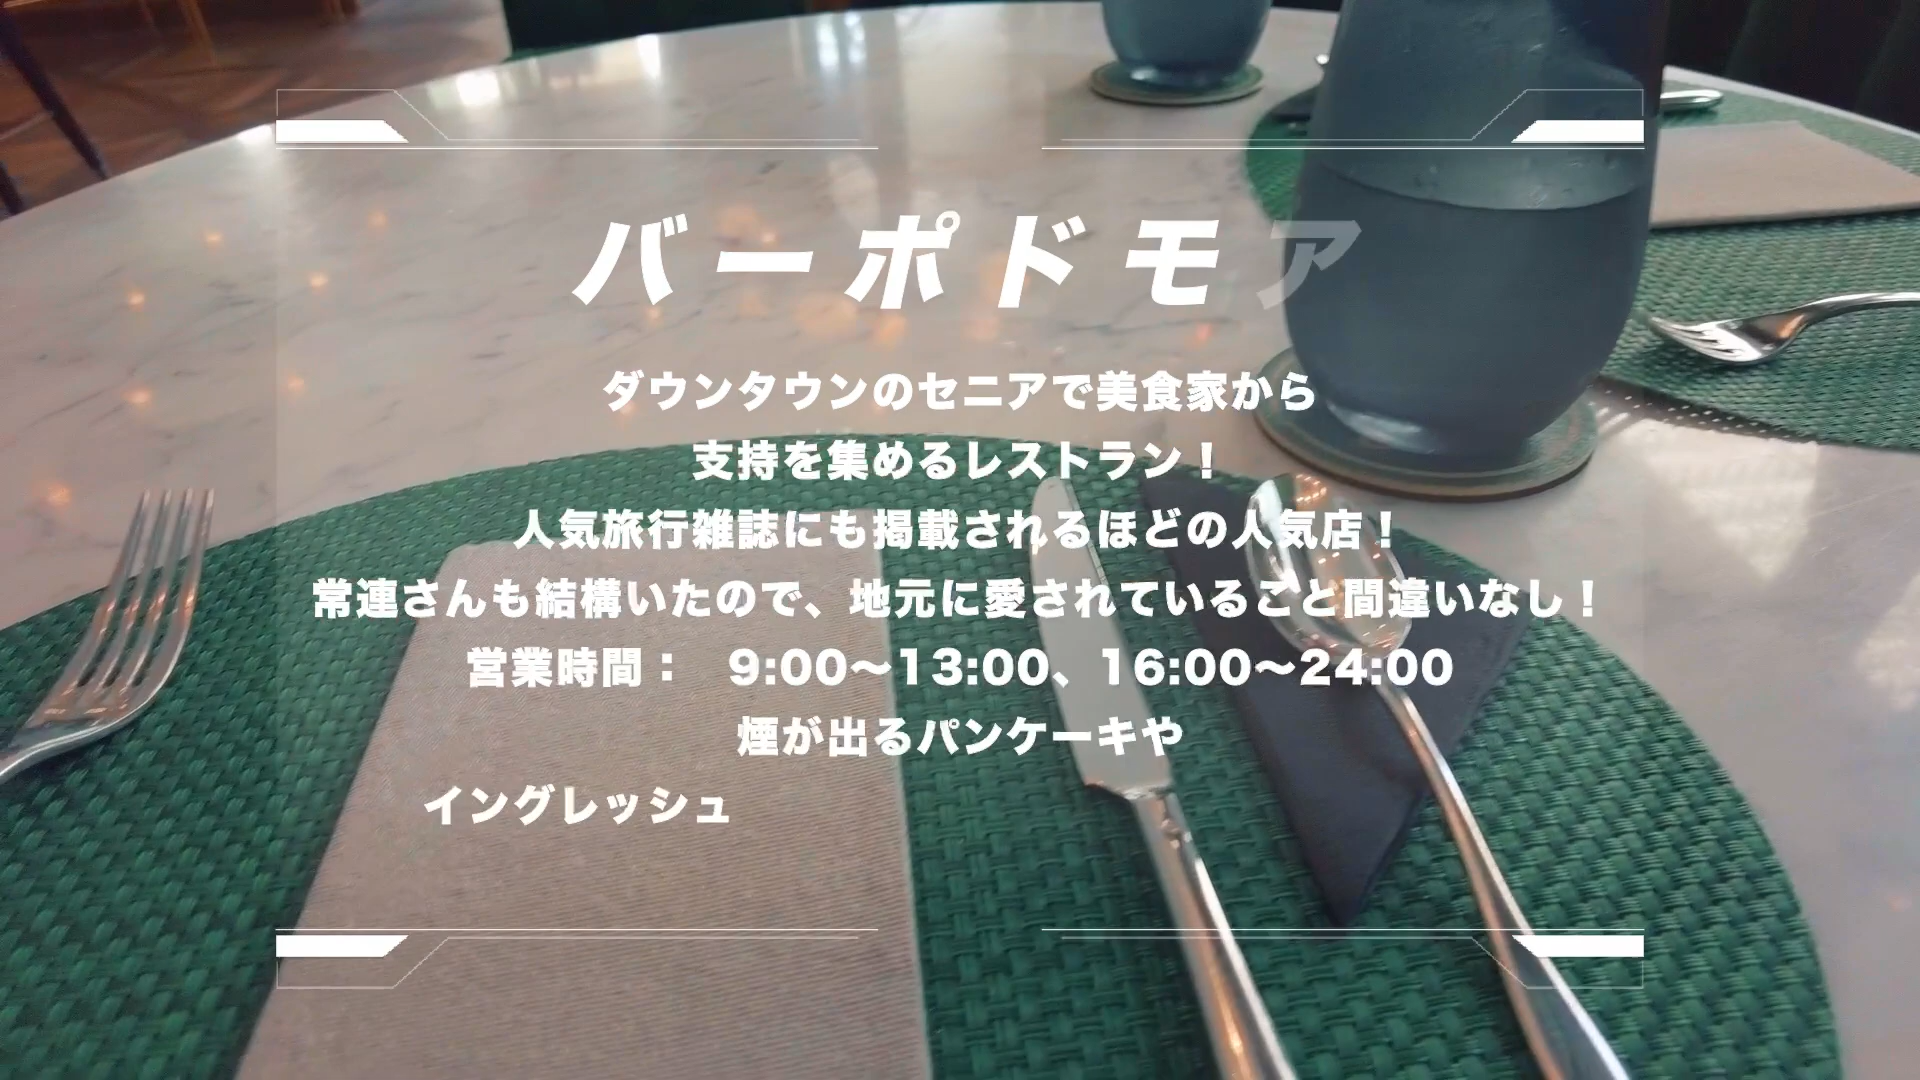 バーポドモア
ダウンタウンのセニアで美食家から
支持を集めるレストラン！
人気旅行雑誌にも掲載されるほどの人気店！
常連さんも結構いたので、地元に愛されていること間違いなし！
営業時間：　9:00〜13:00、16:00〜24:00
煙が出るパンケーキや
イングレッシュ